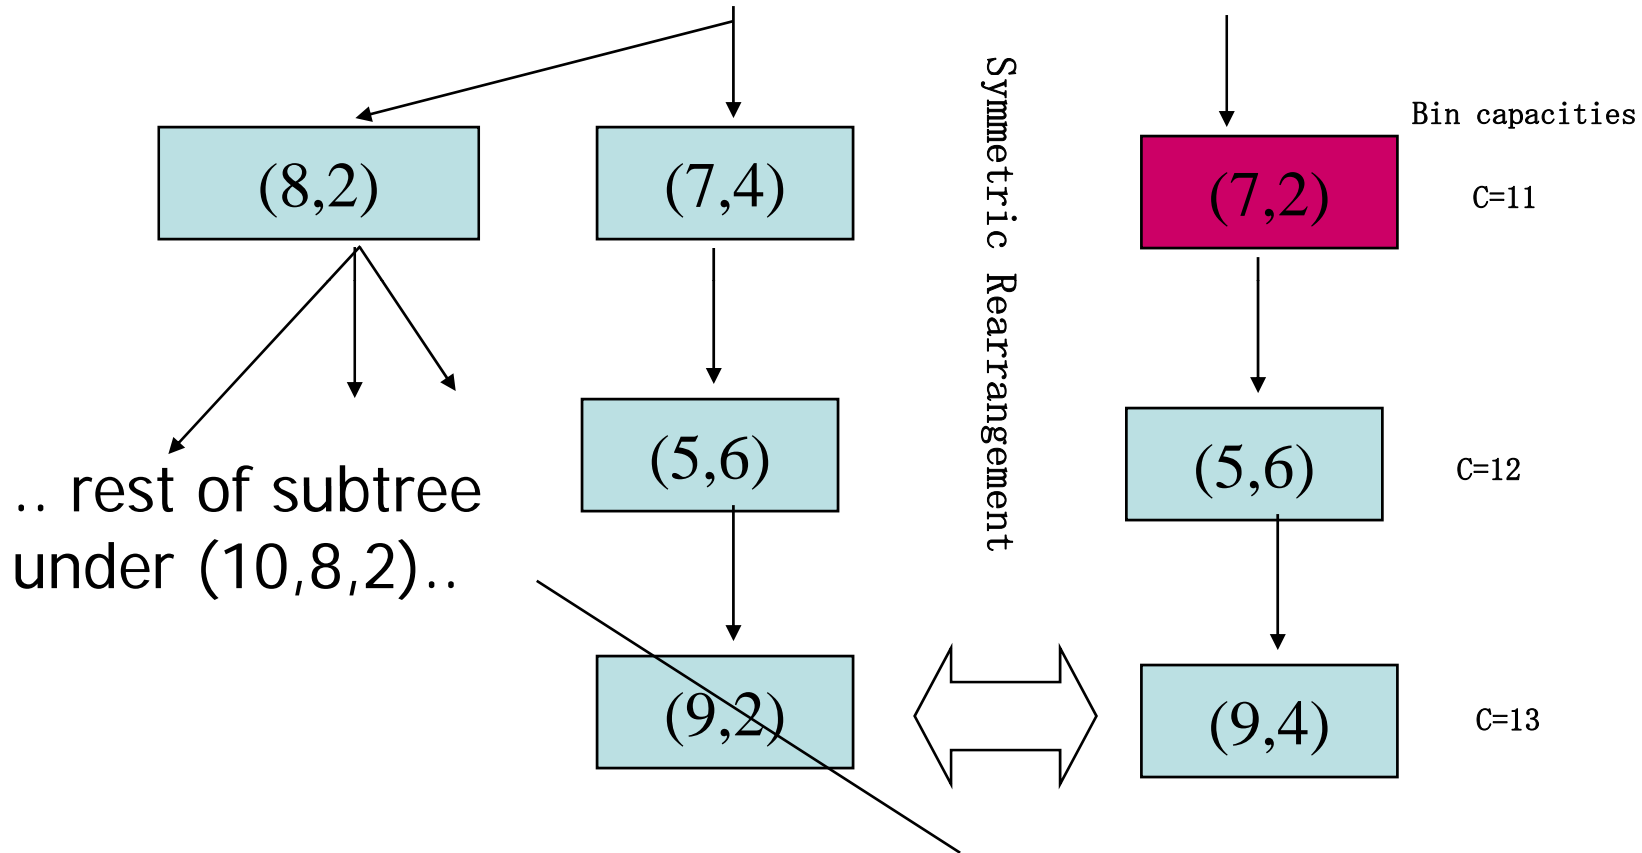 Bin capacities
(8,2)
(7,4)
(7,2)
C=11
Symmetric Rearrangement
(5,6)
(5,6)
C=12
.. rest of subtree
under (10,8,2)..
(9,2)
(9,4)
C=13